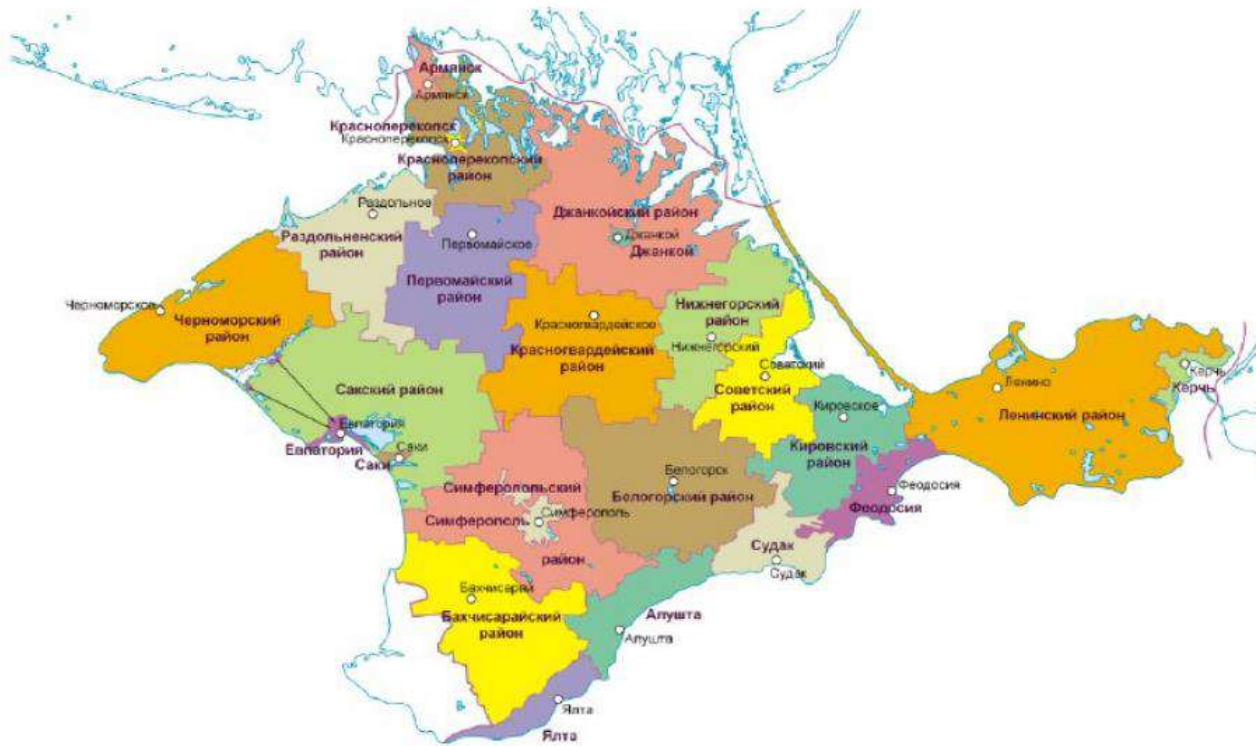 Армянск
Армянск
Красноперекопск
Красноперекопск
Красноперекопский
район
Раздольное
Раздольненский
район
Первомайское
Первомайский
район
Джанкойский район
Джанкой
Джанкой
Черноморское
Черноморский
район
Красногвардейское
Красногвардейский
район
Нижнегорский
район
Нижнегорский
Советский
Советский
район
Сакский район
Евпатория
Евпатория
Саки
Саки
Кировское
Кировский
район
Ленино
Ленинский район
Керчь
Керчь
Белогорск
Белогорский район
Феодосия
Феодосия
Симферопольский
Симферополь
Симферополь
район
Судак
Судак
Бахчисарай
Бахчисарайский
район
Алушта
Алушта
Ялта
Ялта